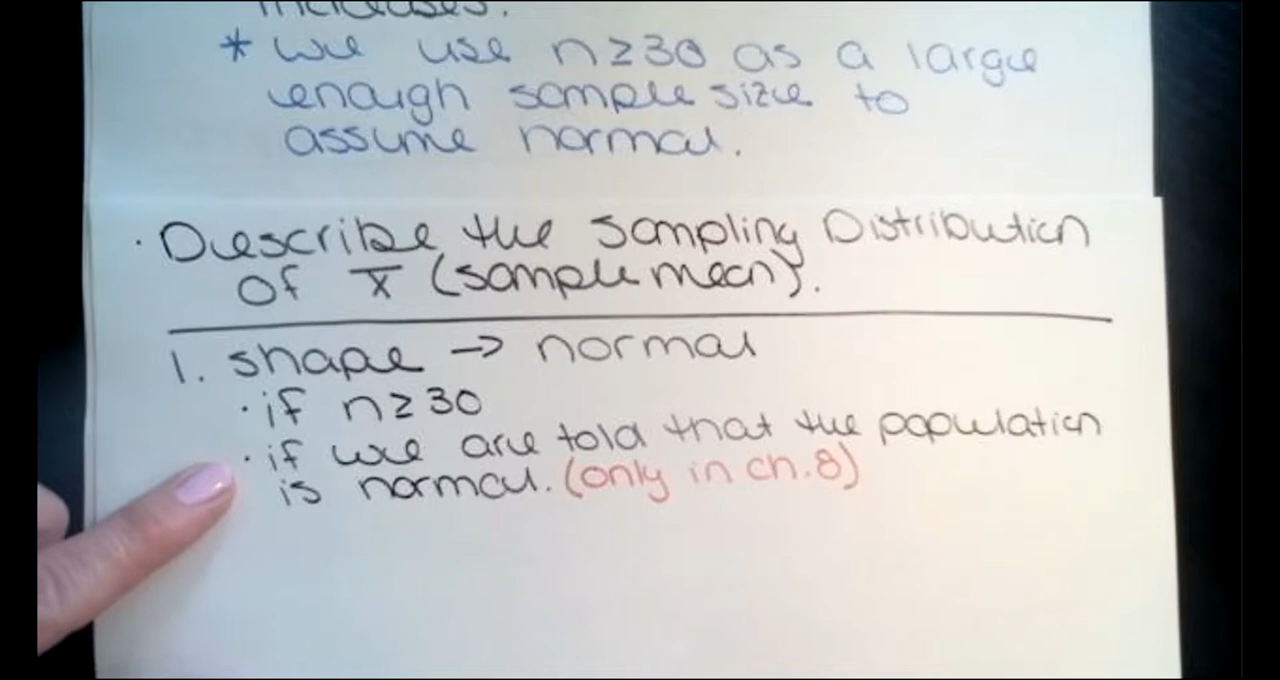 increases.
* we use n≥30 as a large
enough sample size to
assume normal.
· Describe the Sampling Distribution
of x̄ (sample mean).
1. shape → normal
· if n≥30
· if we are told that the population
is normal. (only in ch.8)